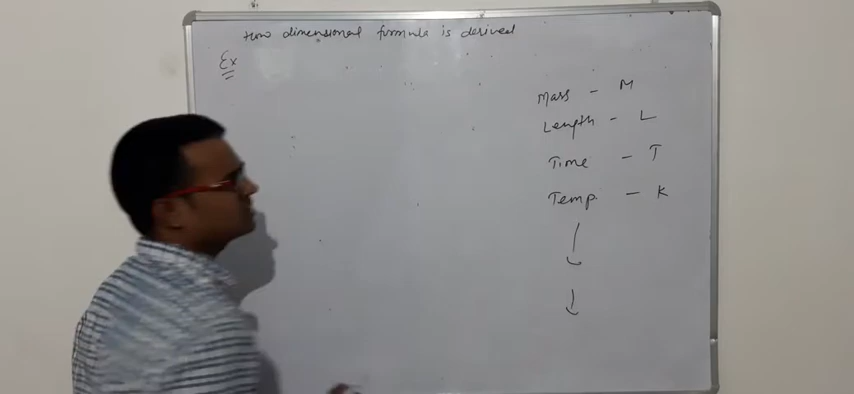 How dimensional formula is derived
Ex
Mass - M
Length - L
Time - T
Temp. - K